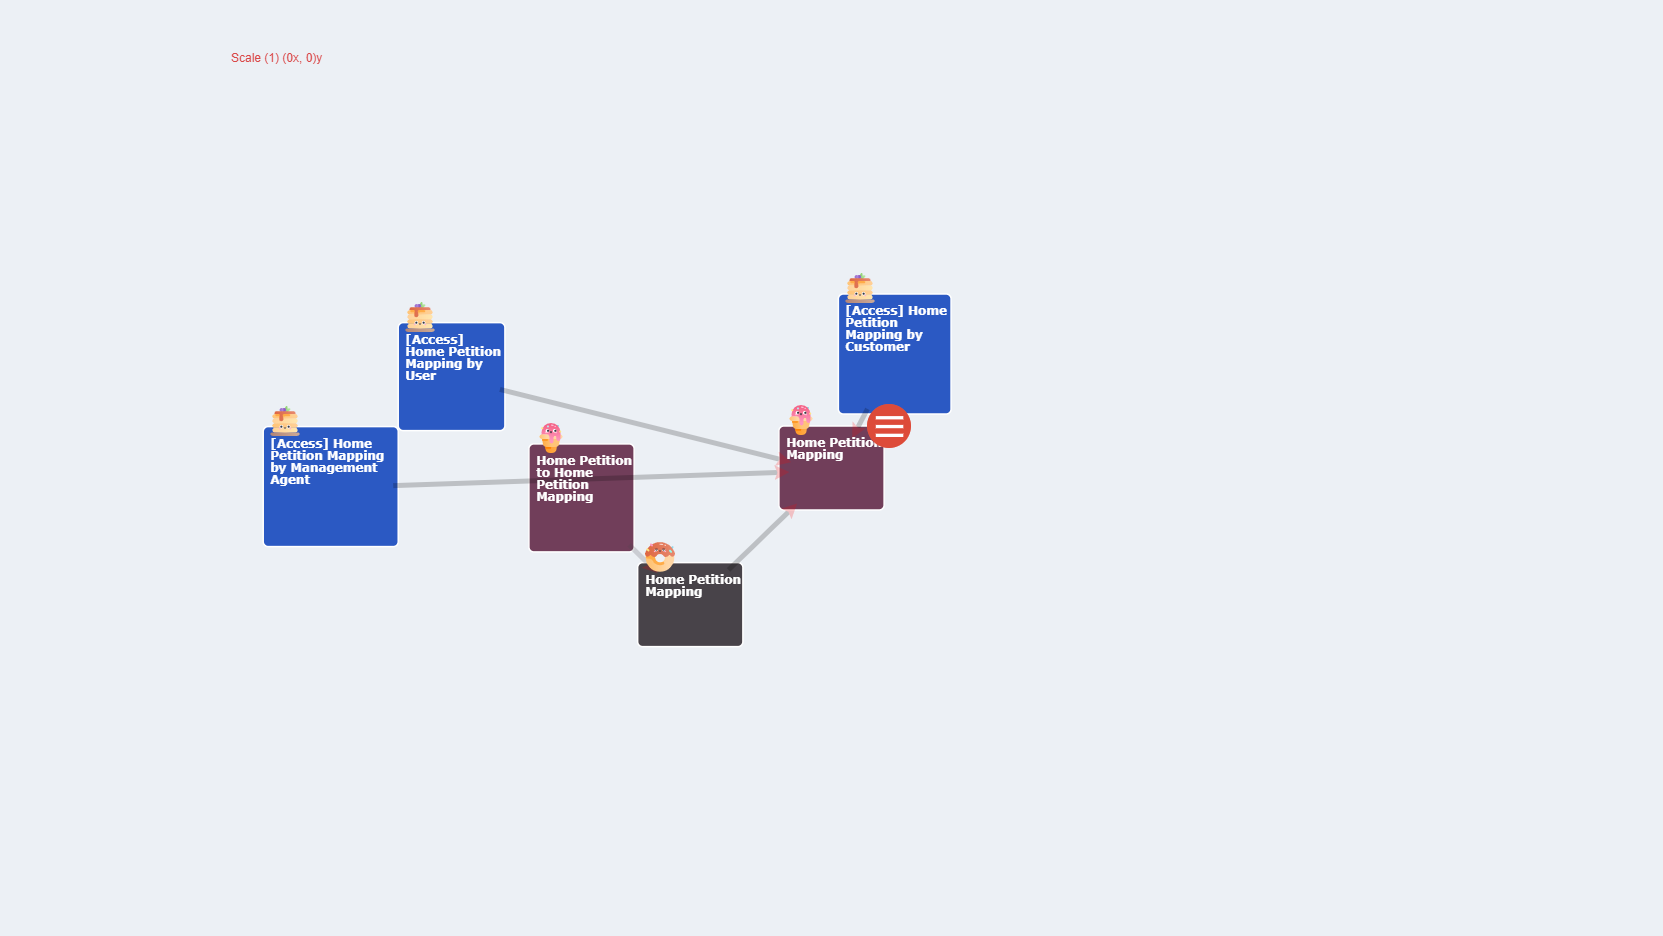 Scale (1) (0x, 0)y
[Access] Home
Petition
Mapping by
Customer
[Access]
Home Petition
Mapping by
User
[Access] Home
Petition Mapping
by Management
Agent
Home Petition
to Home
Petition
Mapping
Home Petition
Mapping
Home Petition
Mapping